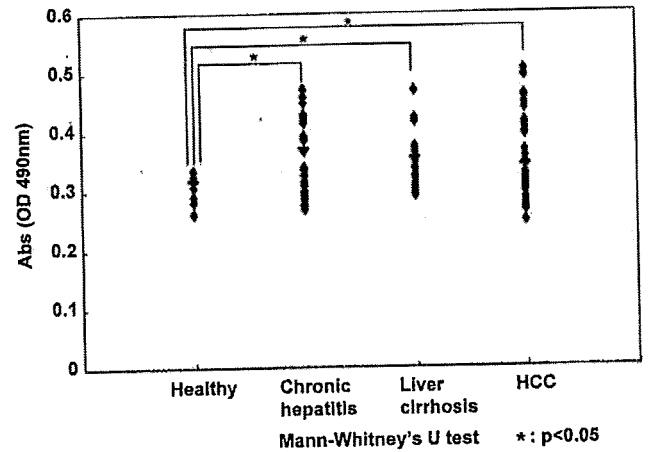 0.6
0.5
0.4
0.3
0.2
0.1
0
Abs (OD 490nm)
*
*
*
Healthy
Chronic
hepatitis
Liver
cirrhosis
HCC
Mann-Whitney's U test *: p<0.05